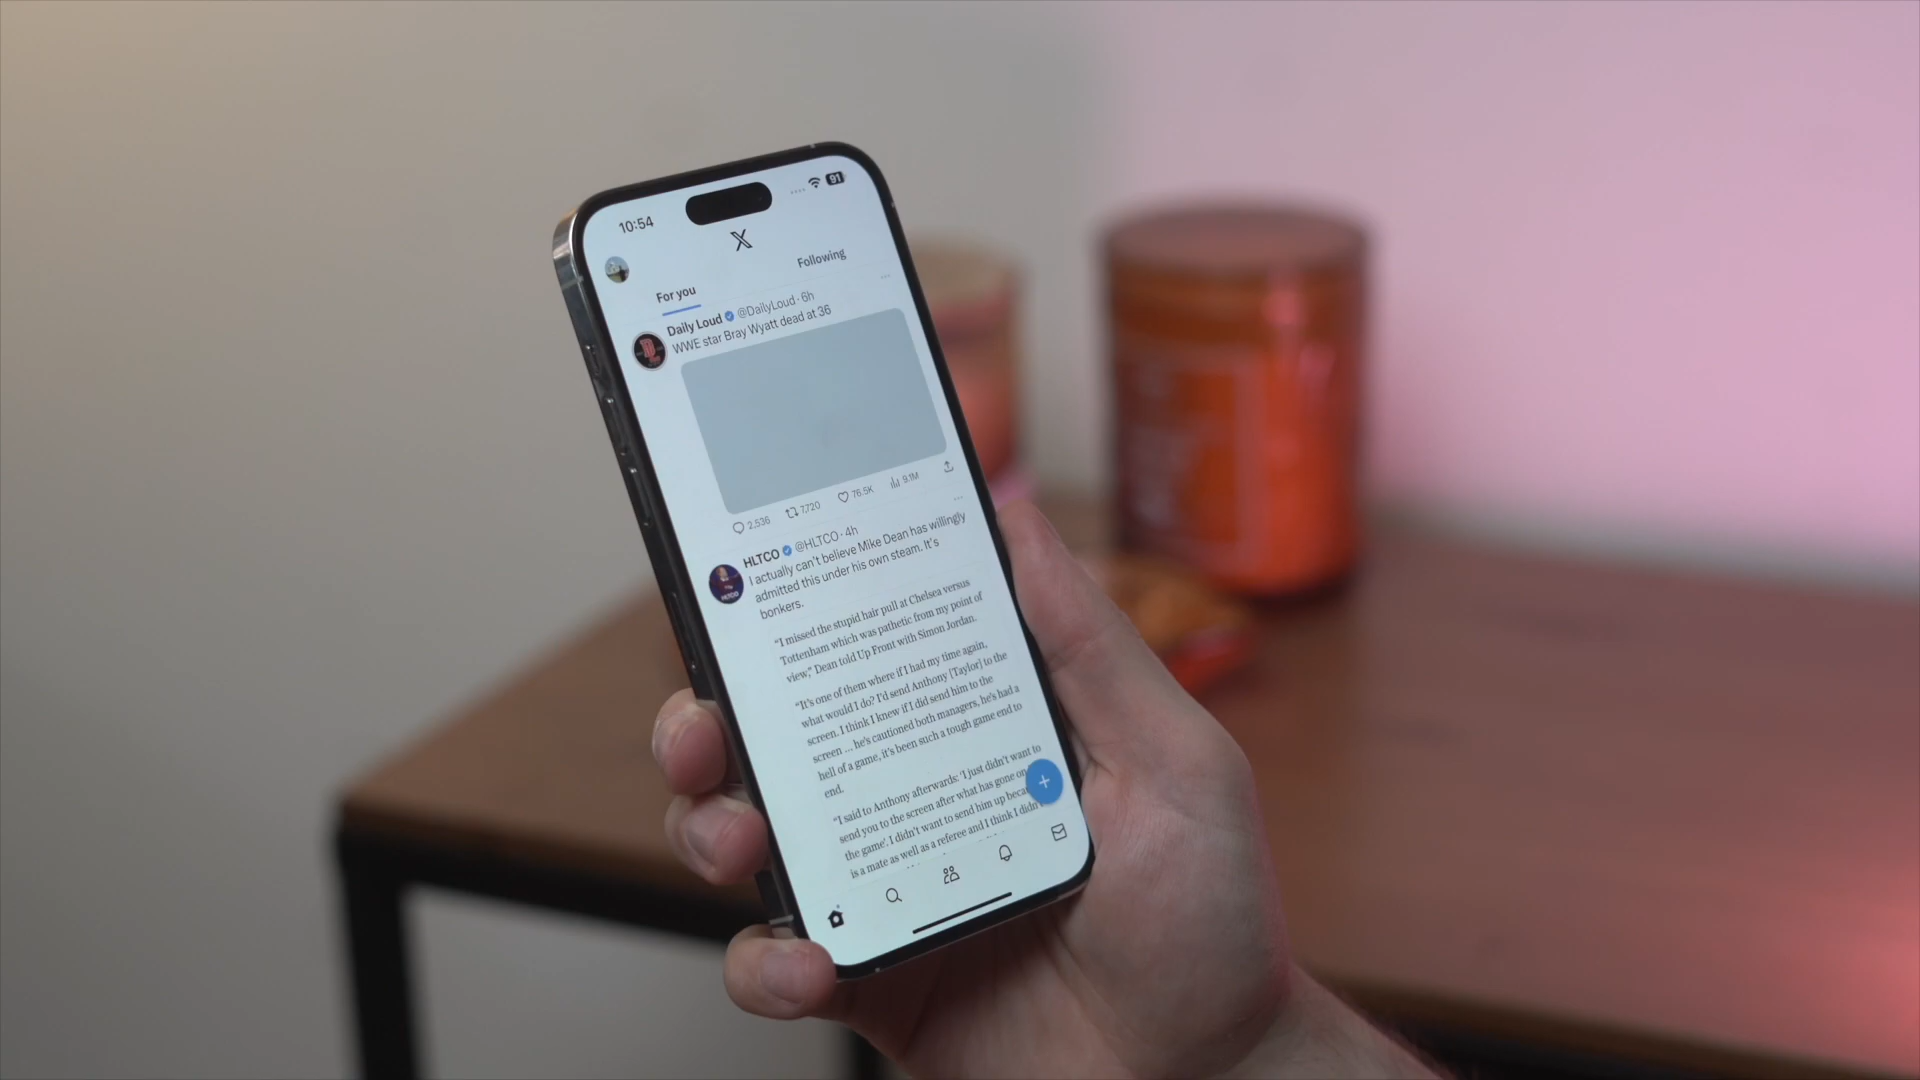 10:54
91
X
For you
Following
Daily Loud @DailyLoud · 6h
WWE star Bray Wyatt dead at 36
2,536 7,720 76.5K 9.1M
HLTCO @HLTCO · 4h
I actually can't believe Mike Dean has willingly
admitted this under his own steam. It's
bonkers.
“I missed the stupid hair pull at Chelsea versus
Tottenham which was pathetic from my point of
view,” Dean told Up Front with Simon Jordan.
“It's one of them where if I had my time again,
what would I do? I'd send Anthony [Taylor] to the
screen. I think I knew if I did send him to the
screen ... he's cautioned both managers, he's had a
hell of a game, it's been such a tough game end to
end.
“I said to Anthony afterwards: 'I just didn't want to
send you to the screen after what has gone on
the game'. I didn't want to send him up
is a mate as well as a referee and I think I